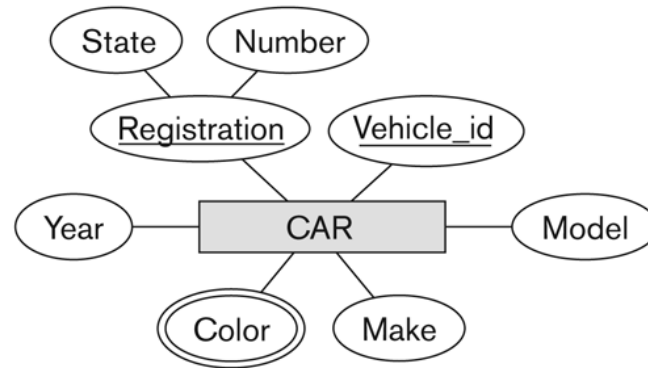 State
Number
Registration
Vehicle_id
Year
CAR
Model
Color
Make